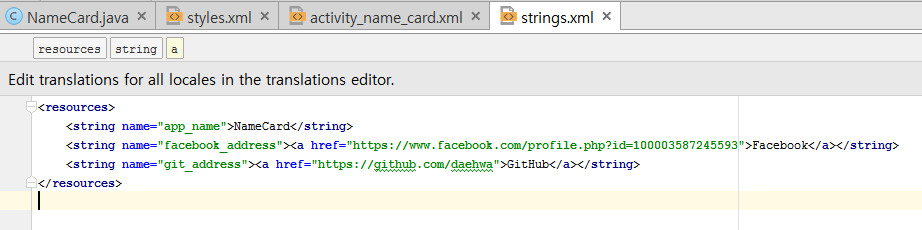 NameCard.java styles.xml activity_name_card.xml strings.xml
resources string a
Edit translations for all locales in the translations editor.
<resources>
<string name="app_name">NameCard</string>
<string name="facebook_address"><a href="https://www.facebook.com/profile.php?id=100003587245593">Facebook</a></string>
<string name="git_address"><a href="https://github.com/daehwa">GitHub</a></string>
</resources>